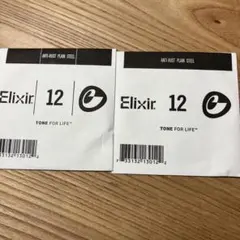 ANTI-RUST PLAIN STEEL
Elixir 12
TONE FOR LIFE™
ANTI-RUST PLAIN STEEL
Elixir 12
TONE FOR LIFE™